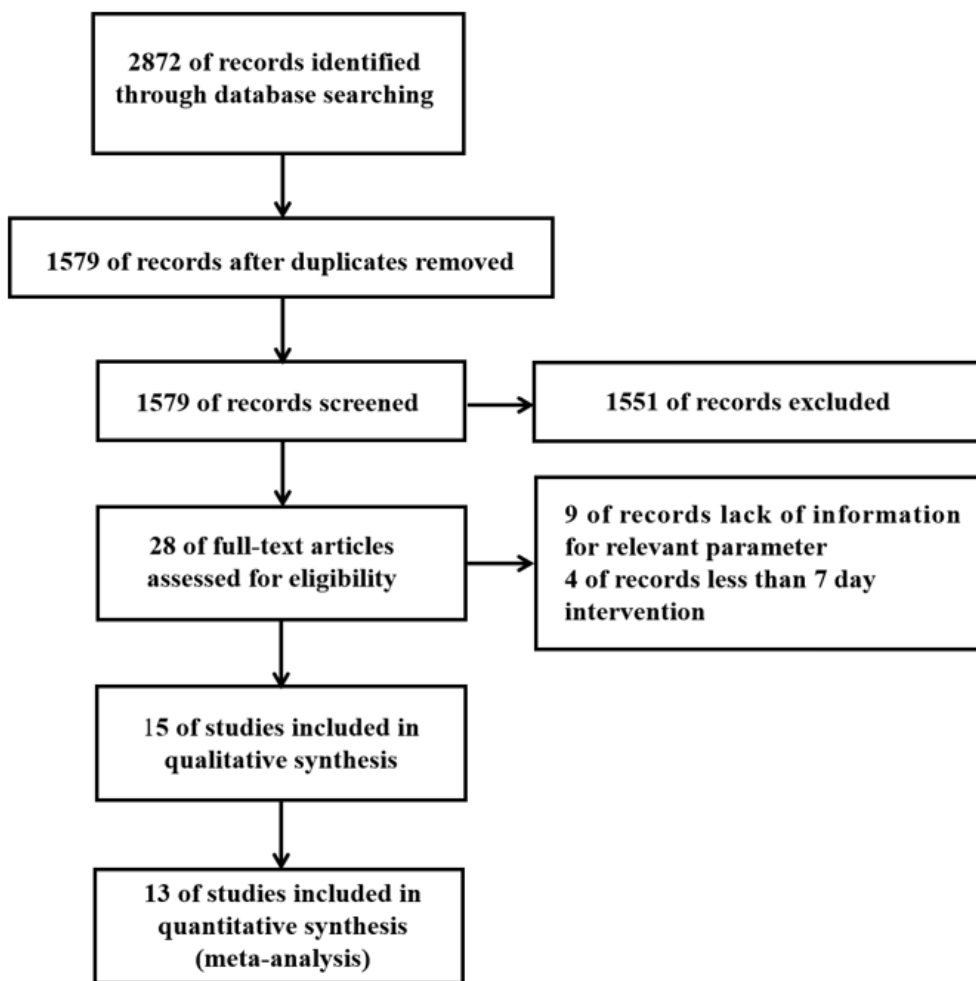 2872 of records identified
through database searching
1579 of records after duplicates removed
1579 of records screened
1551 of records excluded
28 of full-text articles
assessed for eligibility
9 of records lack of information
for relevant parameter
4 of records less than 7 day
intervention
15 of studies included in
qualitative synthesis
13 of studies included in
quantitative synthesis
(meta-analysis)